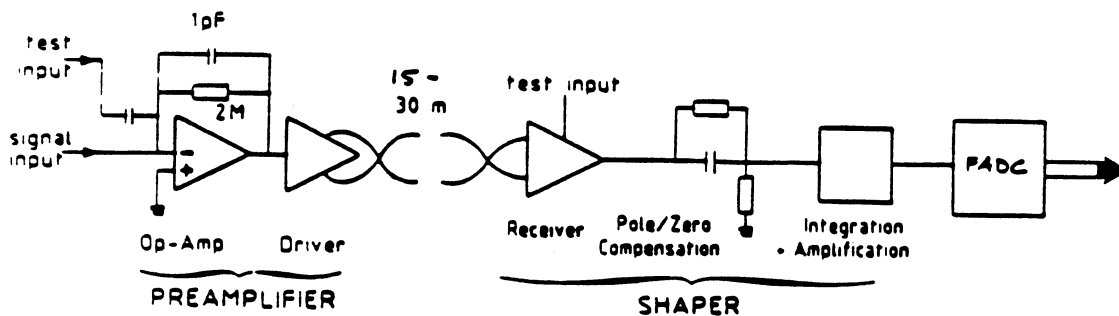 1pF
test
input
2M
signal
input
-
+
15 -
30 m
test input
FADC
Op-Amp
Driver
Receiver
Pole/Zero
Compensation
Integration
+ Amplification
PREAMPLIFIER
SHAPER